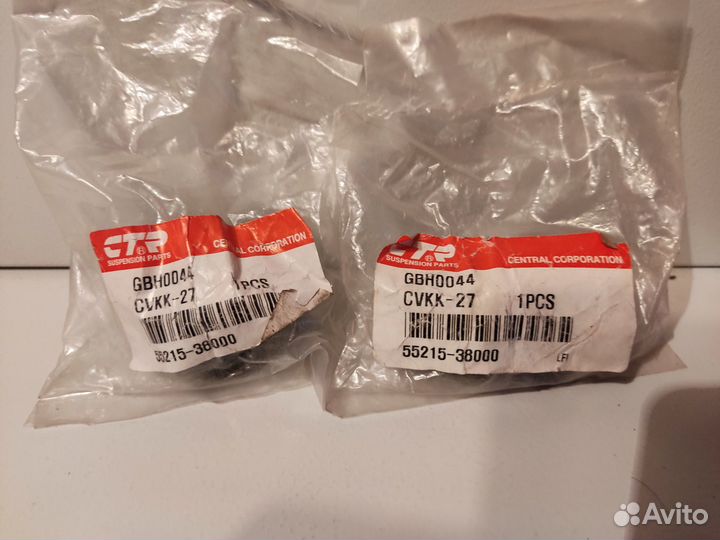 CTR®
SUSPENSION PARTS
CENTRAL CORPORATION
GBH0044
CVKK-27 1PCS
55215-38000
CTR®
SUSPENSION PARTS
CENTRAL CORPORATION
GBH0044
CVKK-27 1PCS
55215-38000
LFI
Avito